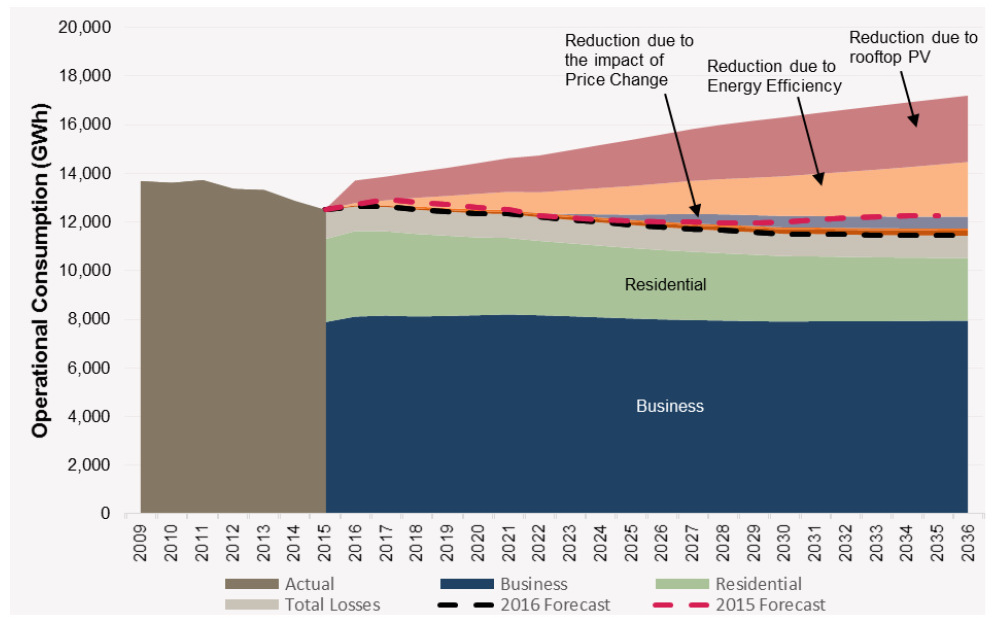 Operational Consumption (GWh)
20,000
18,000
16,000
14,000
12,000
10,000
8,000
6,000
4,000
2,000
0
Reduction due to
the impact of
Price Change
Reduction due to
Energy Efficiency
Reduction due to
rooftop PV
Residential
Business
2009
2010
2011
2012
2013
2014
2015
2016
2017
2018
2019
2020
2021
2022
2023
2024
2025
2026
2027
2028
2029
2030
2031
2032
2033
2034
2035
2036
Actual
Business
Residential
Total Losses
2016 Forecast
2015 Forecast